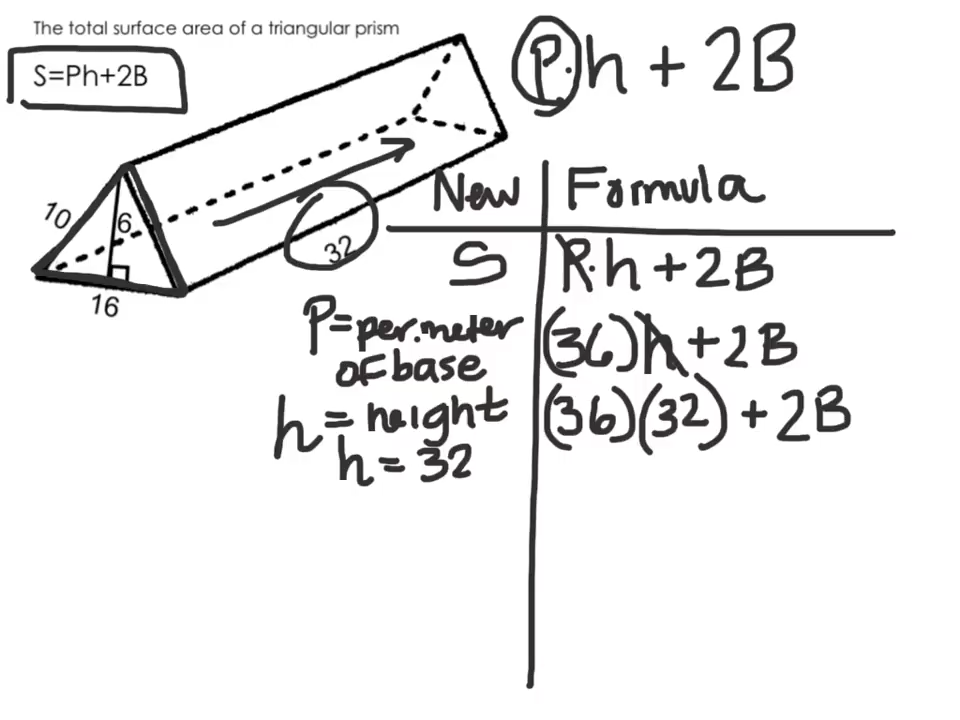 The total surface area of a triangular prism
S=Ph+2B
P.h + 2B
10
6
16
32
New Formula
S P.h + 2B
P=perimeter
of base
(36)h + 2B
h = height
h = 32
(36)(32) + 2B